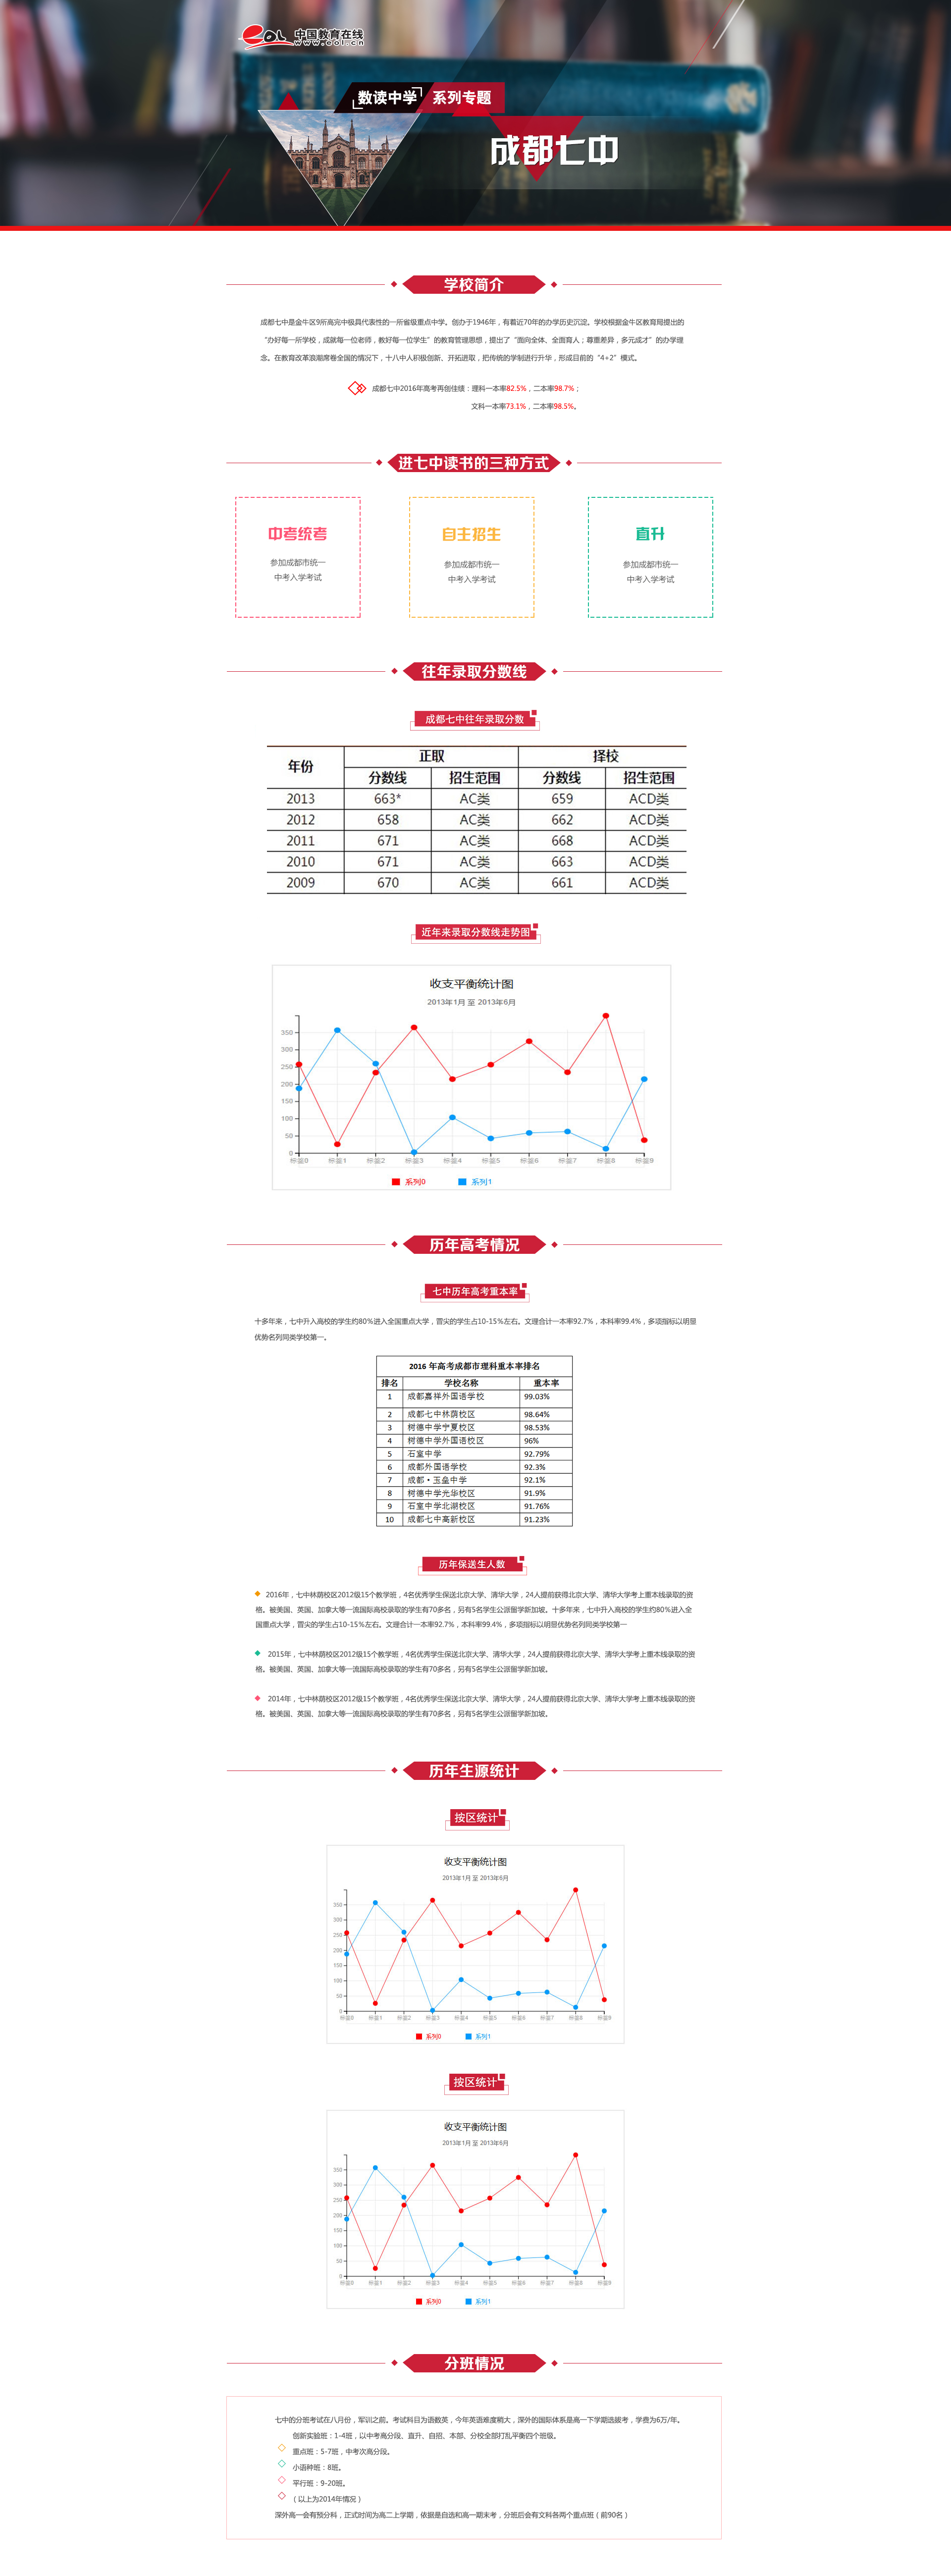 eol 中国教育在线
www.eol.cn
数读中学 系列专题
成都七中
学校简介
成都七中是金牛区9所高完中极具代表性的一所省级重点中学。创办于1946年，有着近70年的办学历史沉淀。学校根据金牛区教育局提出的
“办好每一所学校，成就每一位老师，教好每一位学生”的教育管理思想，提出了“面向全体、全面育人；尊重差异，多元成才”的办学理
念。在教育改革浪潮席卷全国的情况下，十八中人积极创新、开拓进取，把传统的学制进行升华，形成目前的“4+2”模式。
成都七中2016年高考再创佳绩：理科一本率82.5%，二本率98.7%；
文科一本率73.1%，二本率98.5%。
进七中读书的三种方式
中考统考 自主招生 直升
参加成都市统一 参加成都市统一 参加成都市统一
中考入学考试 中考入学考试 中考入学考试
往年录取分数线
成都七中往年录取分数
年份 正取 择校
分数线 招生范围 分数线 招生范围
2013 663* AC类 659 ACD类
2012 658 AC类 662 ACD类
2011 671 AC类 668 ACD类
2010 671 AC类 663 ACD类
2009 670 AC类 661 ACD类
近年来录取分数线走势图
收支平衡统计图
2013年1月 至 2013年6月
350
300
250
200
150
100
50
0
标签0 标签1 标签2 标签3 标签4 标签5 标签6 标签7 标签8 标签9
系列0 系列1
历年高考情况
七中历年高考重本率
十多年来，七中升入高校的学生约80%进入全国重点大学，冒尖的学生占10-15%左右。文理合计一本率92.7%，本科率99.4%，多项指标以明显
优势名列同类学校第一。
2016 年高考成都市理科重本率排名
排名 学校名称 重本率
1 成都嘉祥外国语学校 99.03%
2 成都七中林荫校区 98.64%
3 树德中学宁夏校区 98.53%
4 树德中学外国语校区 96%
5 石室中学 92.79%
6 成都外国语学校 92.3%
7 成都·玉垒中学 92.1%
8 树德中学光华校区 91.9%
9 石室中学北湖校区 91.76%
10 成都七中高新校区 91.23%
历年保送生人数
2016年，七中林荫校区2012级15个教学班，4名优秀学生保送北京大学、清华大学，24人提前获得北京大学、清华大学考上重本线录取的资
格。被美国、英国、加拿大等一流国际高校录取的学生有70多名，另有5名学生公派留学新加坡。十多年来，七中升入高校的学生约80%进入全
国重点大学，冒尖的学生占10-15%左右。文理合计一本率92.7%，本科率99.4%，多项指标以明显优势名列同类学校第一
2015年，七中林荫校区2012级15个教学班，4名优秀学生保送北京大学、清华大学，24人提前获得北京大学、清华大学考上重本线录取的资
格。被美国、英国、加拿大等一流国际高校录取的学生有70多名，另有5名学生公派留学新加坡。
2014年，七中林荫校区2012级15个教学班，4名优秀学生保送北京大学、清华大学，24人提前获得北京大学、清华大学考上重本线录取的资
格。被美国、英国、加拿大等一流国际高校录取的学生有70多名，另有5名学生公派留学新加坡。
历年生源统计
按区统计
收支平衡统计图
2013年1月 至 2013年6月
350
300
250
200
150
100
50
0
标签0 标签1 标签2 标签3 标签4 标签5 标签6 标签7 标签8 标签9
系列0 系列1
按区统计
收支平衡统计图
2013年1月 至 2013年6月
350
300
250
200
150
100
50
0
标签0 标签1 标签2 标签3 标签4 标签5 标签6 标签7 标签8 标签9
系列0 系列1
分班情况
七中的分班考试在八月份，军训之前。考试科目为语数英，今年英语难度稍大，深外的国际体系是高一下学期选拔考，学费为6万/年。
创新实验班：1-4班，以中考高分段、直升、自招、本部、分校全部打乱平衡四个班级。
重点班：5-7班，中考次高分段。
小语种班：8班。
平行班：9-20班。
（以上为2014年情况）
深外高一会有预分科，正式时间为高二上学期，依据是自选和高一期末考，分班后会有文科各两个重点班（前90名）